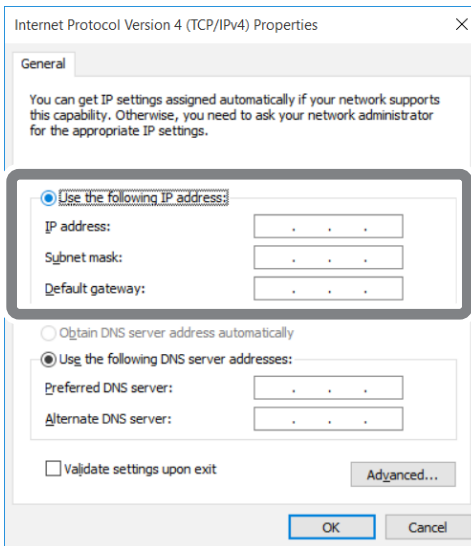 Internet Protocol Version 4 (TCP/IPv4) Properties
General
You can get IP settings assigned automatically if your network supports
this capability. Otherwise, you need to ask your network administrator
for the appropriate IP settings.
Use the following IP address:
IP address: . . .
Subnet mask: . . .
Default gateway: . . .
Obtain DNS server address automatically
Use the following DNS server addresses:
Preferred DNS server: . . .
Alternate DNS server: . . .
Validate settings upon exit
Advanced...
OK Cancel